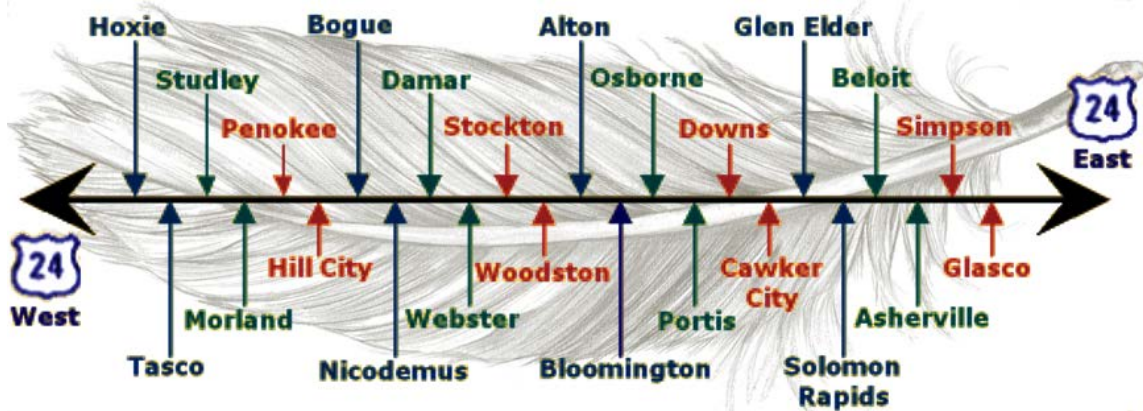 Hoxie
Bogue
Alton
Glen Elder
Studley
Damar
Osborne
Beloit
Penokee
Stockton
Downs
Simpson
24
East
24
West
Hill City
Woodston
Cawker
City
Glasco
Morland
Webster
Portis
Asherville
Tasco
Nicodemus
Bloomington
Solomon
Rapids